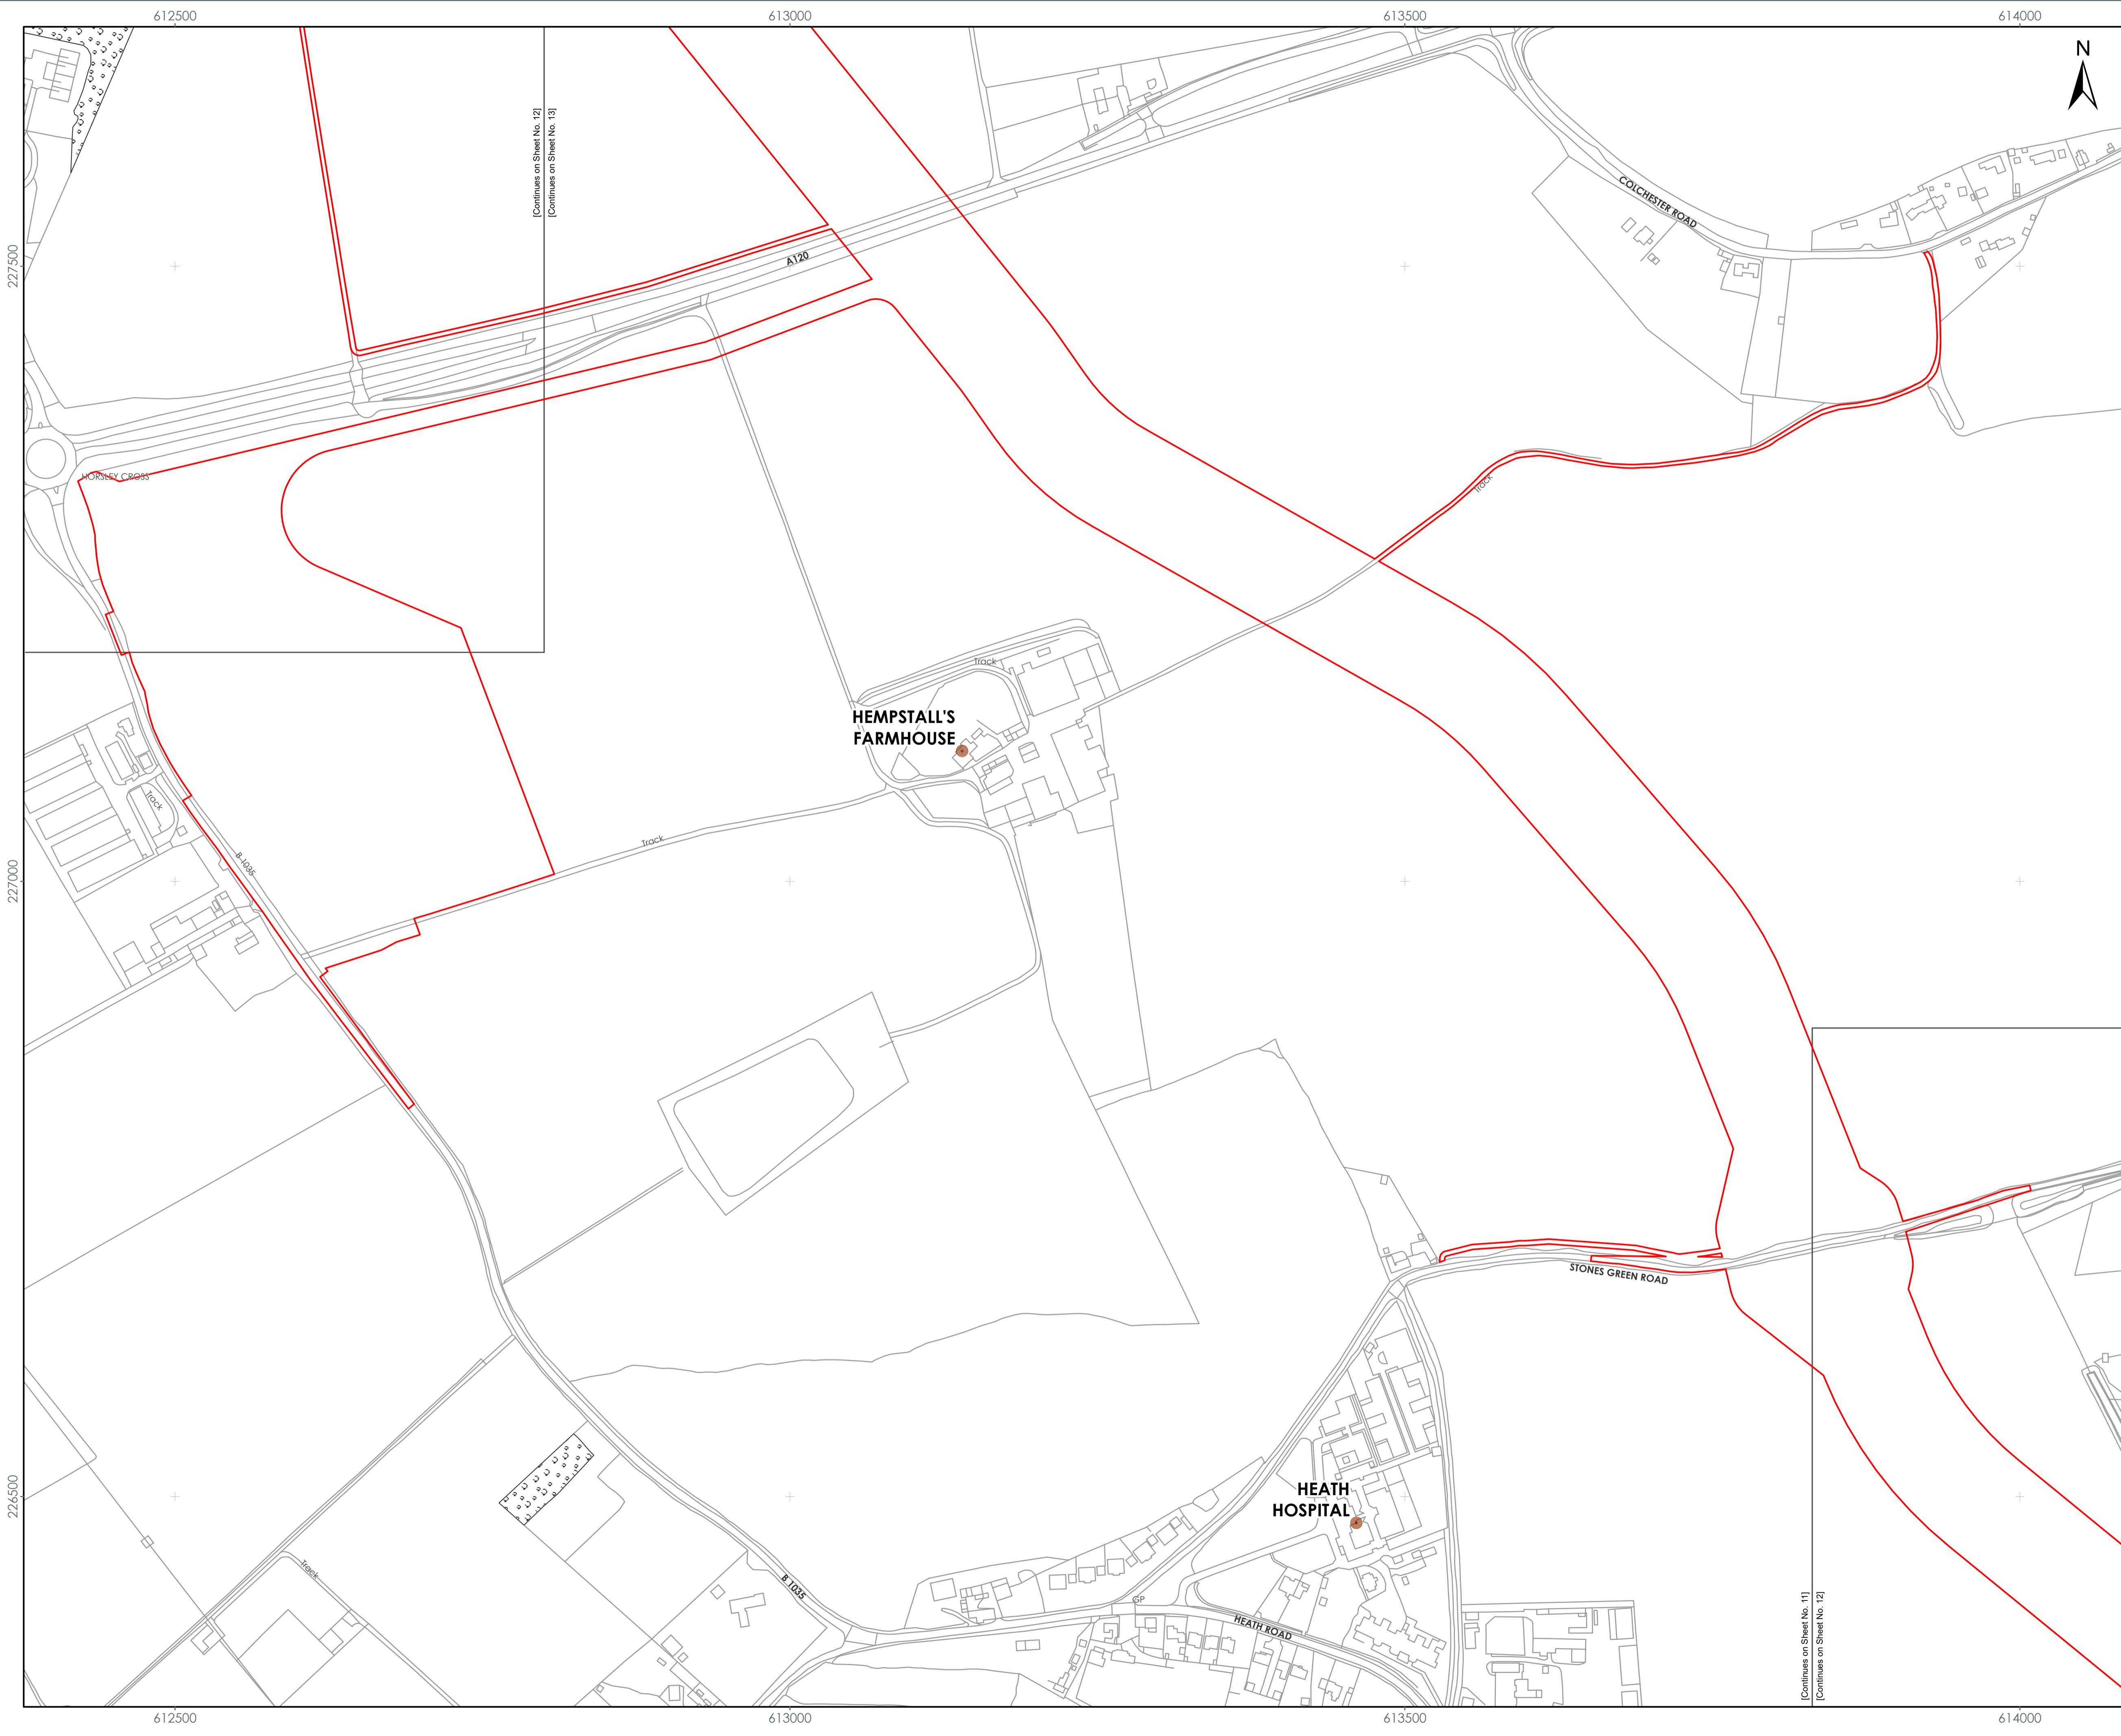 612500
613000
613500
614000
N
[Continues on Sheet No. 12]
[Continues on Sheet No. 13]
COLCHESTER ROAD
227500
A120
HORSLEY CROSS
Track
Track
HEMPSTALL'S
FARMHOUSE
Track
Track
B 1035
227000
STONES GREEN ROAD
226500
HEATH
HOSPITAL
Track
B 1035
GP
HEATH ROAD
[Continues on Sheet No. 11]
[Continues on Sheet No. 12]
612500
613000
613500
614000